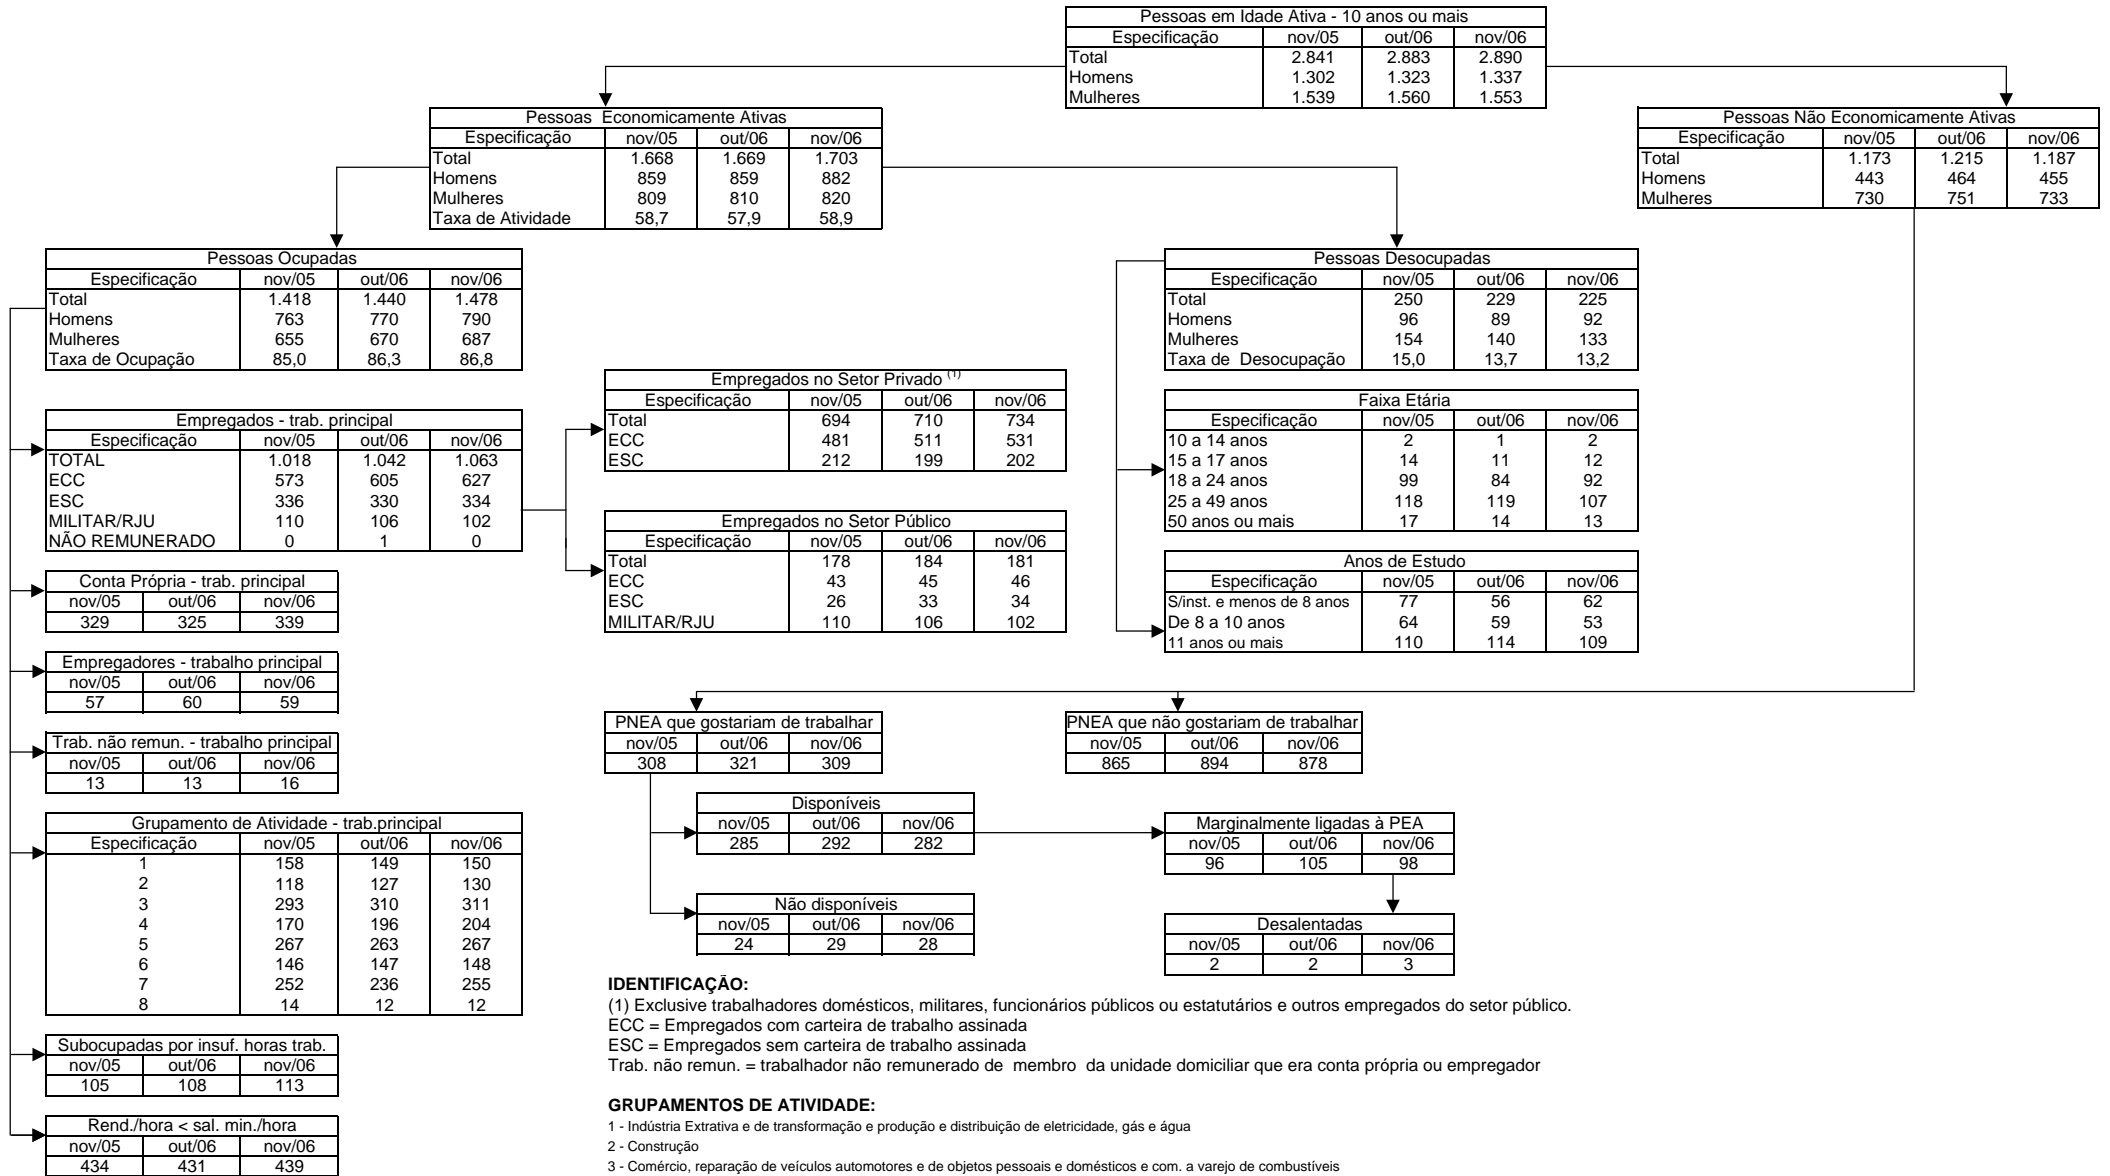 Pessoas em Idade Ativa - 10 anos ou mais
Especificação nov/05 out/06 nov/06
Total 2.841 2.883 2.890
Homens 1.302 1.323 1.337
Mulheres 1.539 1.560 1.553
Pessoas Economicamente Ativas
Especificação nov/05 out/06 nov/06
Total 1.668 1.669 1.703
Homens 859 859 882
Mulheres 809 810 820
Taxa de Atividade 58,7 57,9 58,9
Pessoas Não Economicamente Ativas
Especificação nov/05 out/06 nov/06
Total 1.173 1.215 1.187
Homens 443 464 455
Mulheres 730 751 733
Pessoas Ocupadas
Especificação nov/05 out/06 nov/06
Total 1.418 1.440 1.478
Homens 763 770 790
Mulheres 655 670 687
Taxa de Ocupação 85,0 86,3 86,8
Pessoas Desocupadas
Especificação nov/05 out/06 nov/06
Total 250 229 225
Homens 96 89 92
Mulheres 154 140 133
Taxa de Desocupação 15,0 13,7 13,2
Empregados - trab. principal
Especificação nov/05 out/06 nov/06
TOTAL 1.018 1.042 1.063
ECC 573 605 627
ESC 336 330 334
MILITAR/RJU 110 106 102
NÃO REMUNERADO 0 1 0
Empregados no Setor Privado (1)
Especificação nov/05 out/06 nov/06
Total 694 710 734
ECC 481 511 531
ESC 212 199 202
Empregados no Setor Público
Especificação nov/05 out/06 nov/06
Total 178 184 181
ECC 43 45 46
ESC 26 33 34
MILITAR/RJU 110 106 102
Faixa Etária
Especificação nov/05 out/06 nov/06
10 a 14 anos 2 1 2
15 a 17 anos 14 11 12
18 a 24 anos 99 84 92
25 a 49 anos 118 119 107
50 anos ou mais 17 14 13
Anos de Estudo
Especificação nov/05 out/06 nov/06
S/inst. e menos de 8 anos 77 56 62
De 8 a 10 anos 64 59 53
11 anos ou mais 110 114 109
Conta Própria - trab. principal
nov/05 out/06 nov/06
329 325 339
Empregadores - trabalho principal
nov/05 out/06 nov/06
57 60 59
Trab. não remun. - trabalho principal
nov/05 out/06 nov/06
13 13 16
Grupamento de Atividade - trab.principal
Especificação nov/05 out/06 nov/06
1 158 149 150
2 118 127 130
3 293 310 311
4 170 196 204
5 267 263 267
6 146 147 148
7 252 236 255
8 14 12 12
Subocupadas por insuf. horas trab.
nov/05 out/06 nov/06
105 108 113
Rend./hora < sal. min./hora
nov/05 out/06 nov/06
434 431 439
PNEA que gostariam de trabalhar
nov/05 out/06 nov/06
308 321 309
PNEA que não gostariam de trabalhar
nov/05 out/06 nov/06
865 894 878
Disponíveis
nov/05 out/06 nov/06
285 292 282
Marginalmente ligadas à PEA
nov/05 out/06 nov/06
96 105 98
Não disponíveis
nov/05 out/06 nov/06
24 29 28
Desalentadas
nov/05 out/06 nov/06
2 2 3
IDENTIFICAÇÃO:
(1) Exclusive trabalhadores domésticos, militares, funcionários públicos ou estatutários e outros empregados do setor público.
ECC = Empregados com carteira de trabalho assinada
ESC = Empregados sem carteira de trabalho assinada
Trab. não remun. = trabalhador não remunerado de membro da unidade domiciliar que era conta própria ou empregador
GRUPAMENTOS DE ATIVIDADE:
1 - Indústria Extrativa e de transformação e produção e distribuição de eletricidade, gás e água
2 - Construção
3 - Comércio, reparação de veículos automotores e de objetos pessoais e domésticos e com. a varejo de combustíveis